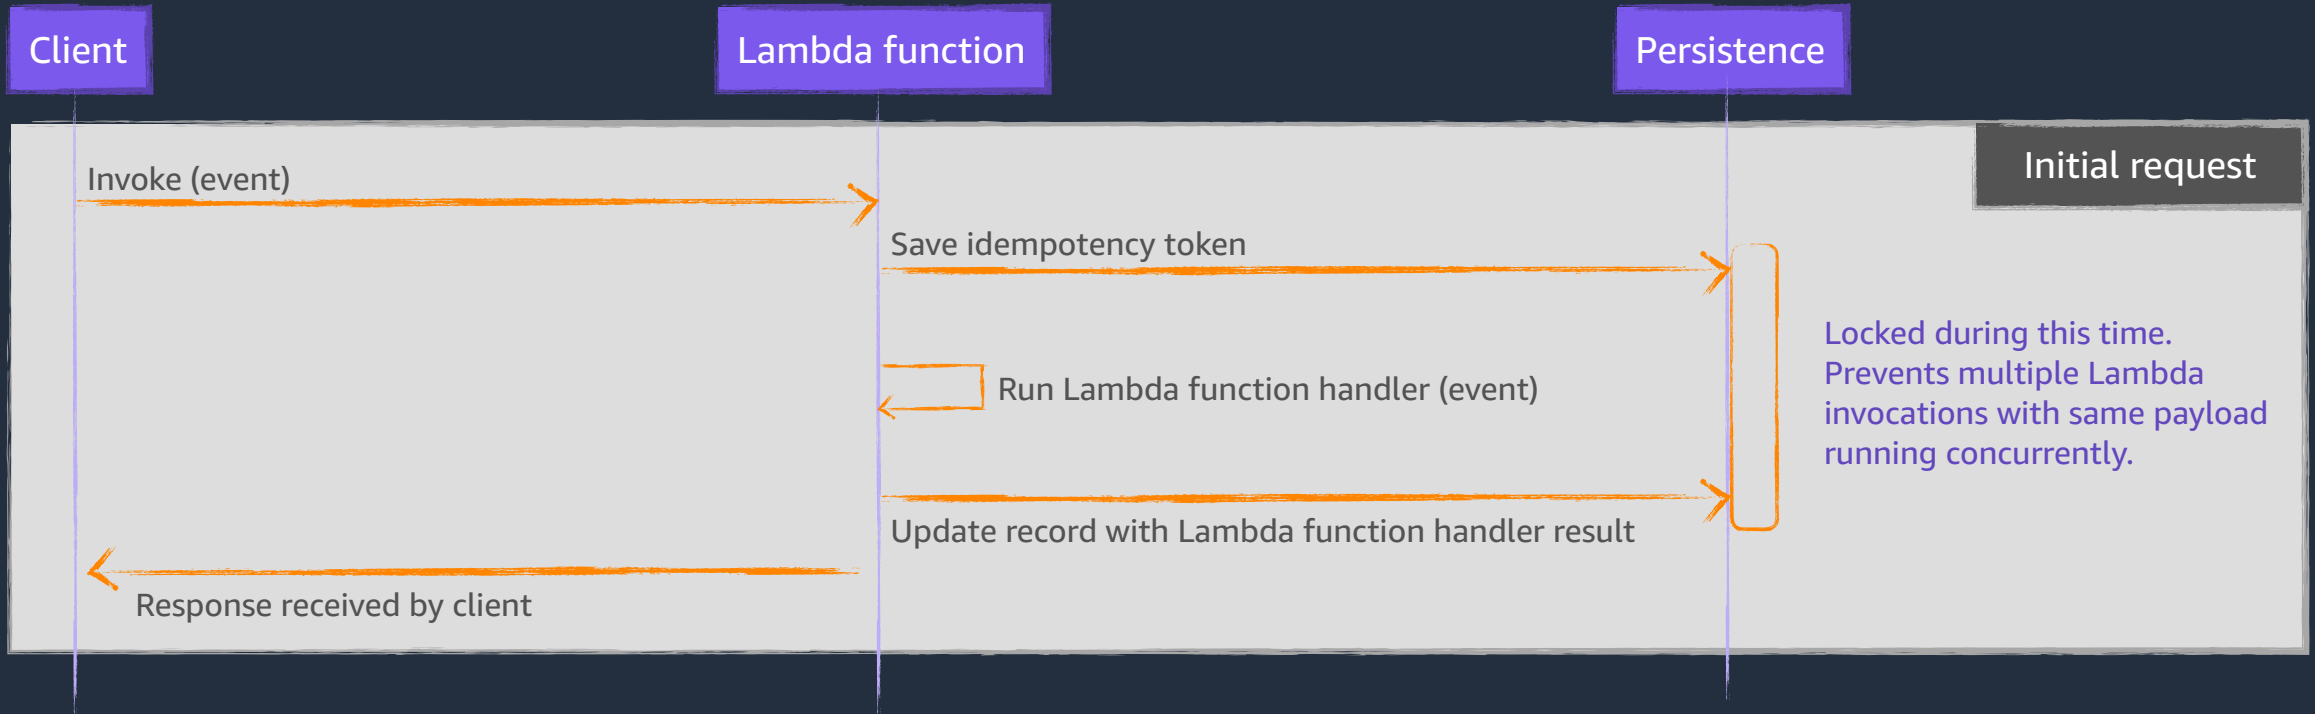 Client
Lambda function
Persistence
Initial request
Invoke (event)
Save idempotency token
Locked during this time.
Prevents multiple Lambda
invocations with same payload
running concurrently.
Run Lambda function handler (event)
Update record with Lambda function handler result
Response received by client